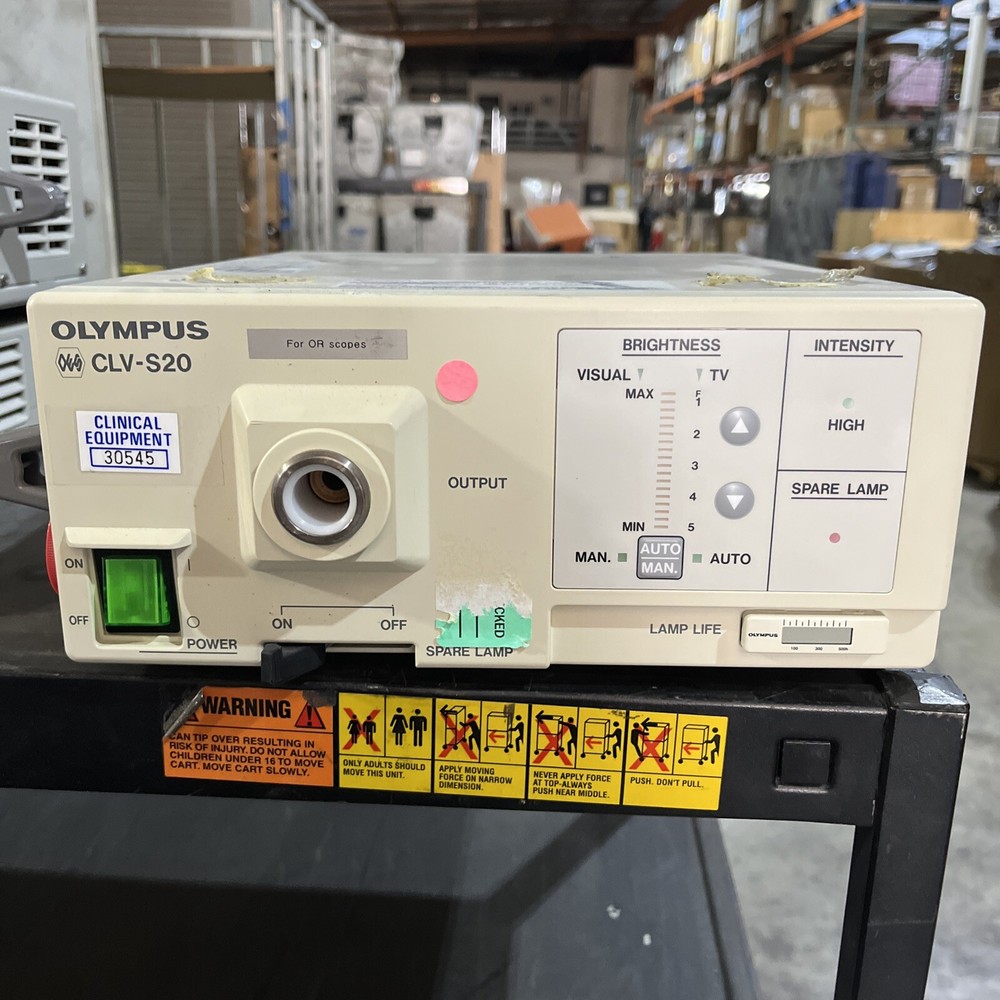 OLYMPUS
CLV-S20
For OR scopes
CLINICAL
EQUIPMENT
30545
ON
OFF
POWER
OUTPUT
ON OFF
CKED
SPARE LAMP
BRIGHTNESS
VISUAL TV
MAX F
1
2
3
4
MIN 5
MAN. AUTO
MAN. AUTO
INTENSITY
HIGH
SPARE LAMP
LAMP LIFE
OLYMPUS
WARNING
CAN TIP OVER RESULTING IN
RISK OF INJURY. DO NOT ALLOW
CHILDREN UNDER 16 TO MOVE
CART. MOVE CART SLOWLY.
ONLY ADULTS SHOULD
MOVE THIS UNIT.
APPLY MOVING
FORCE ON NARROW
DIMENSION.
NEVER APPLY FORCE
AT TOP-ALWAYS
PUSH NEAR MIDDLE.
PUSH. DON'T PULL.